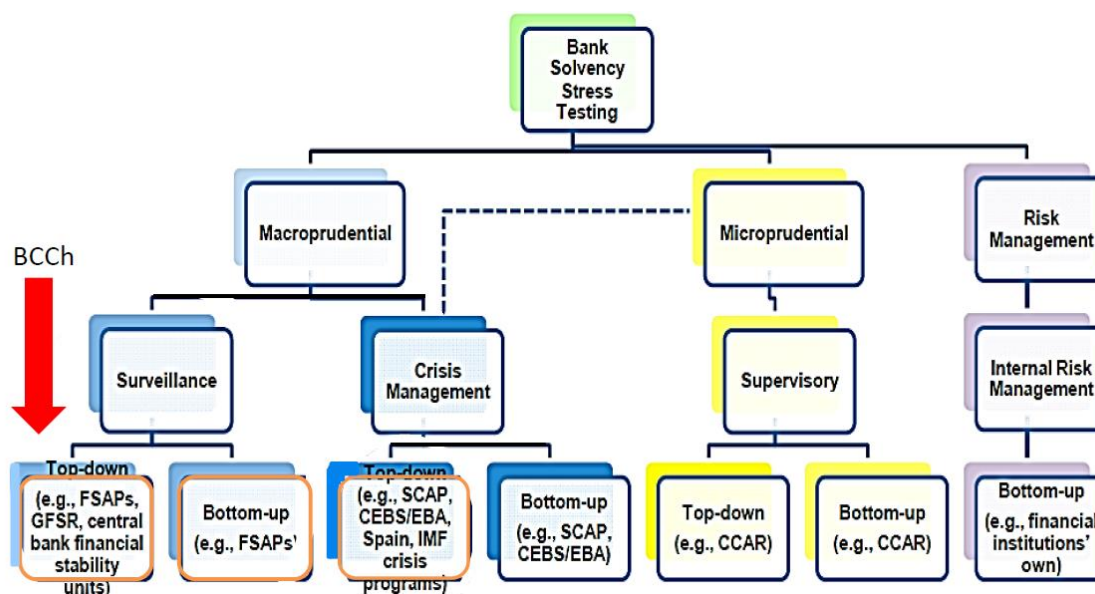 Bank
Solvency
Stress
Testing
Macroprudential
Microprudential
Risk
Management
BCCh
Surveillance
Crisis
Management
Supervisory
Internal Risk
Management
Top-down
(e.g., FSAPs,
GFSR, central
bank financial
stability
units)
Bottom-up
(e.g., FSAPs'
Top-down
(e.g., SCAP,
CEBS/EBA,
Spain, IMF
crisis
programs)
Bottom-up
(e.g., SCAP,
CEBS/EBA)
Top-down
(e.g., CCAR)
Bottom-up
(e.g., CCAR)
Bottom-up
(e.g., financial
institutions'
own)